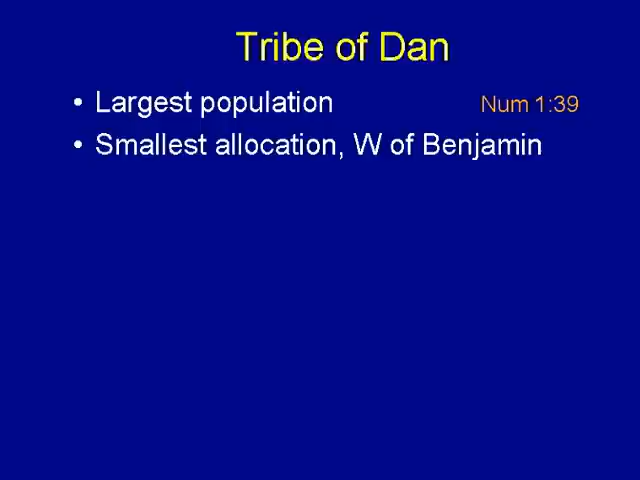 Tribe of Dan
• Largest population Num 1:39
• Smallest allocation, W of Benjamin